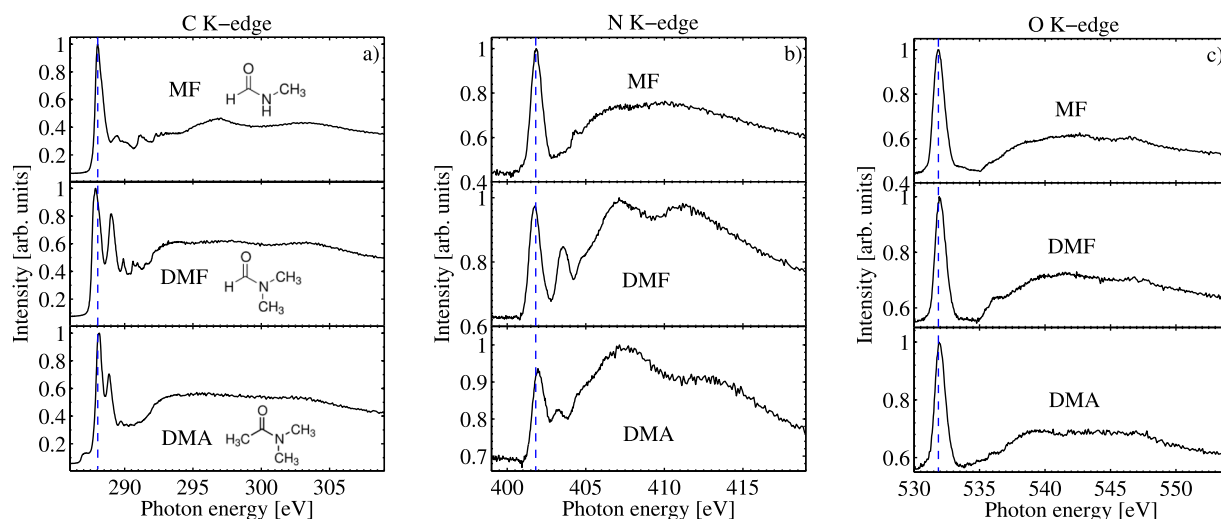 C K−edge
N K−edge
O K−edge
a)
b)
c)
Intensity [arb. units]
1
0.8
0.6
0.4
0.2
MF
O
H
N
H
CH3
1
0.8
0.6
0.4
0.2
DMF
O
H
N
CH3
CH3
1
0.8
0.6
0.4
0.2
DMA
O
H3C
N
CH3
CH3
290
295
300
305
Photon energy [eV]
Intensity [arb. units]
1
0.8
0.6
0.4
MF
1
0.8
0.6
DMF
1
0.9
0.8
0.7
DMA
400
405
410
415
Photon energy [eV]
Intensity [arb. units]
1
0.8
0.6
0.4
MF
1
0.8
0.6
DMF
1
0.8
0.6
DMA
530
535
540
545
550
Photon energy [eV]